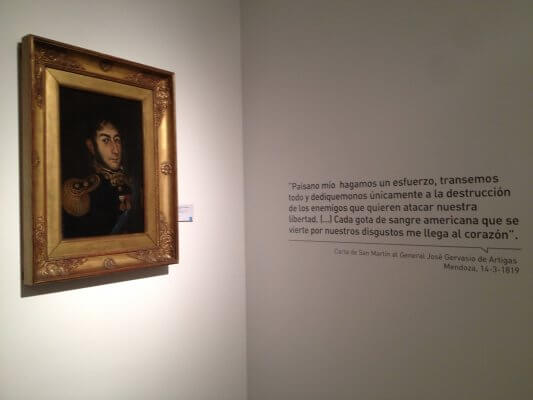 "Paisano mío hagamos un esfuerzo, transemos
todo y dediquemonos únicamente a la destrucción
de los enemigos que quieren atacar nuestra
libertad. (...) Cada gota de sangre americana que se
vierte por nuestros disgustos me llega al corazón".
Carta de San Martín al General José Gervasio de Artigas
Mendoza, 14-3-1819